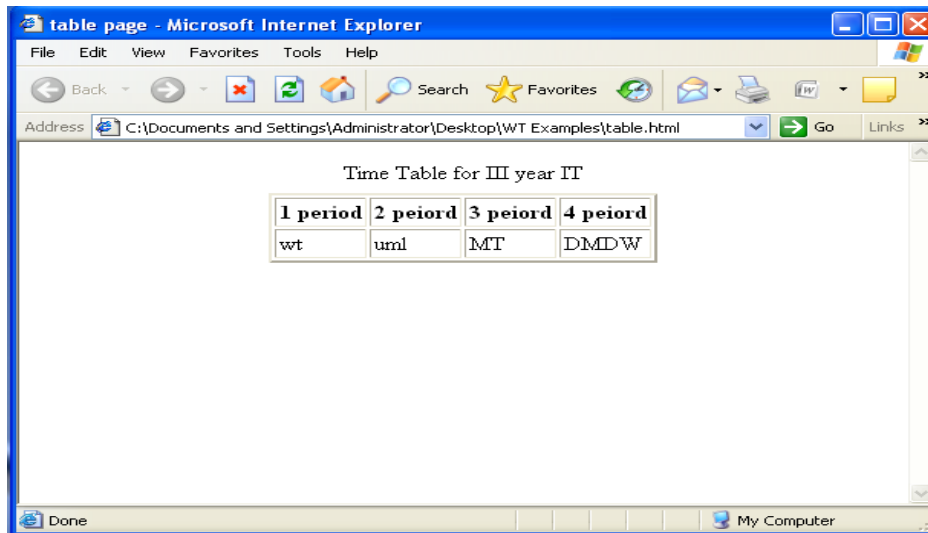 table page - Microsoft Internet Explorer
File Edit View Favorites Tools Help
Back Search Favorites
Address C:\Documents and Settings\Administrator\Desktop\WT Examples\table.html Go Links »
Time Table for III year IT
1 period 2 peiord 3 peiord 4 peiord
wt uml MT DMDW
Done My Computer